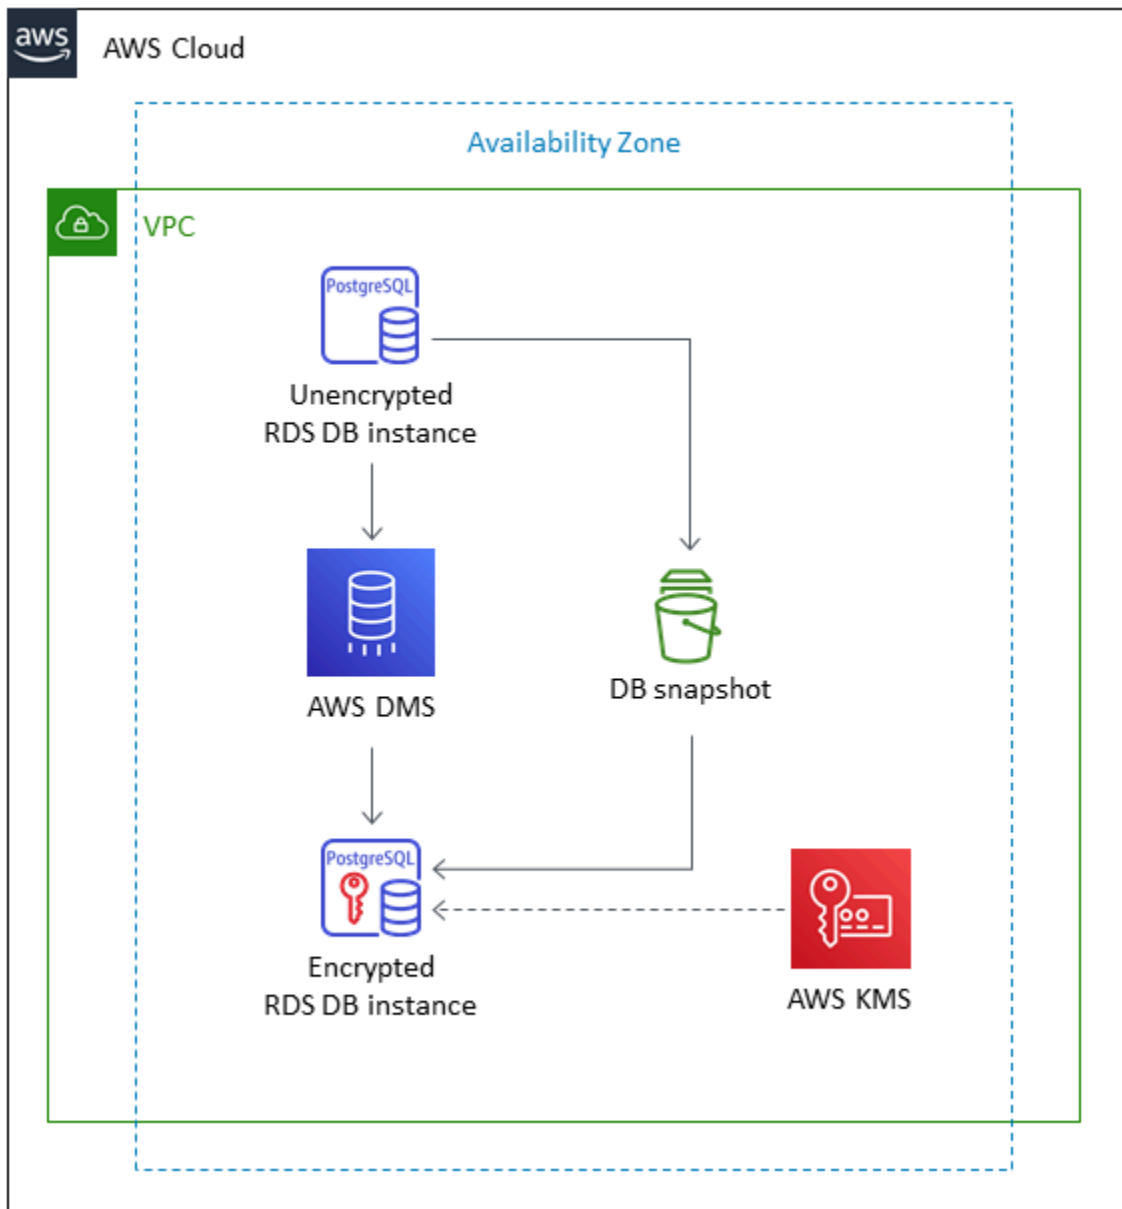 aws
AWS Cloud
Availability Zone
VPC
PostgreSQL
Unencrypted
RDS DB instance
AWS DMS
DB snapshot
PostgreSQL
Encrypted
RDS DB instance
AWS KMS